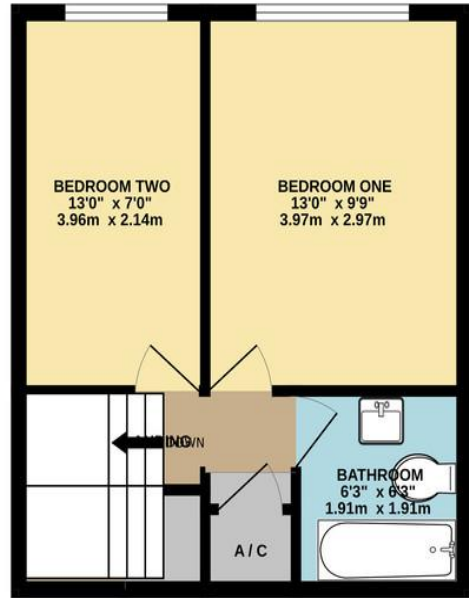 BEDROOM TWO
13'0" x 7'0"
3.96m x 2.14m
BEDROOM ONE
13'0" x 9'9"
3.97m x 2.97m
DOWN
BATHROOM
6'3" x 6'3"
1.91m x 1.91m
A / C